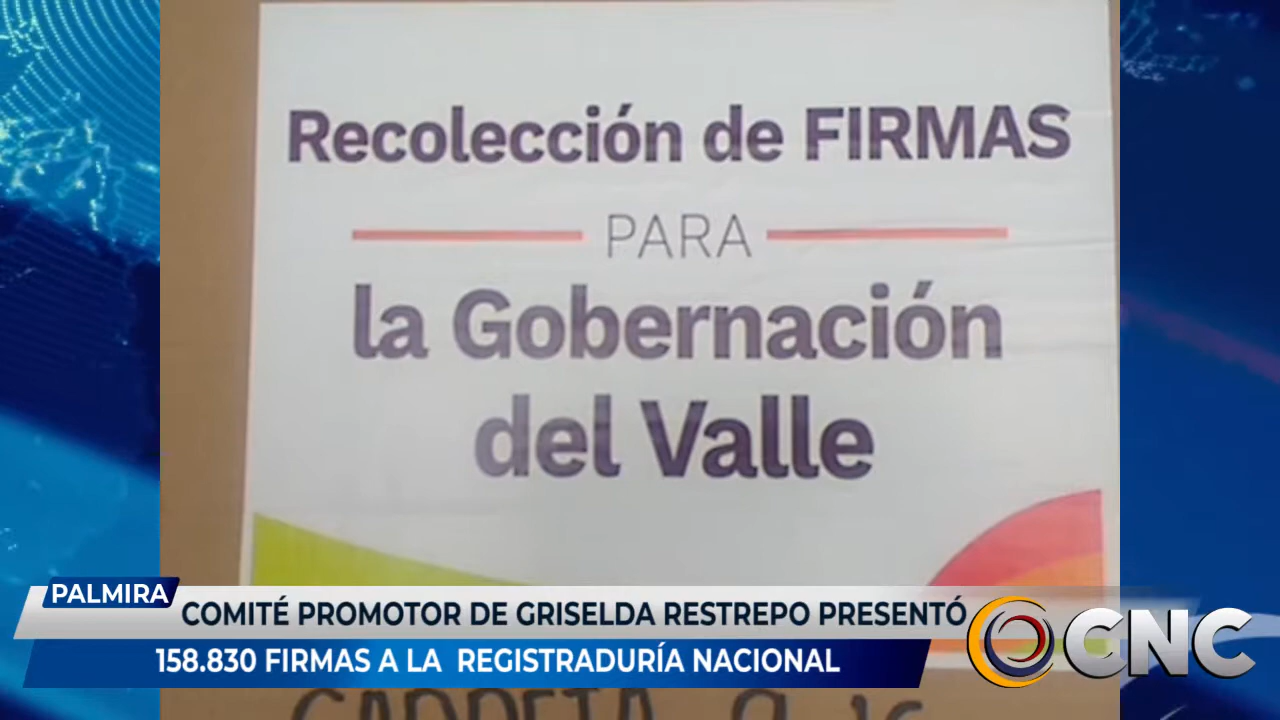 Recolección de FIRMAS
PARA
la Gobernación
del Valle
PALMIRA
COMITÉ PROMOTOR DE GRISELDA RESTREPO PRESENTÓ
158.830 FIRMAS A LA REGISTRADURÍA NACIONAL
CNC